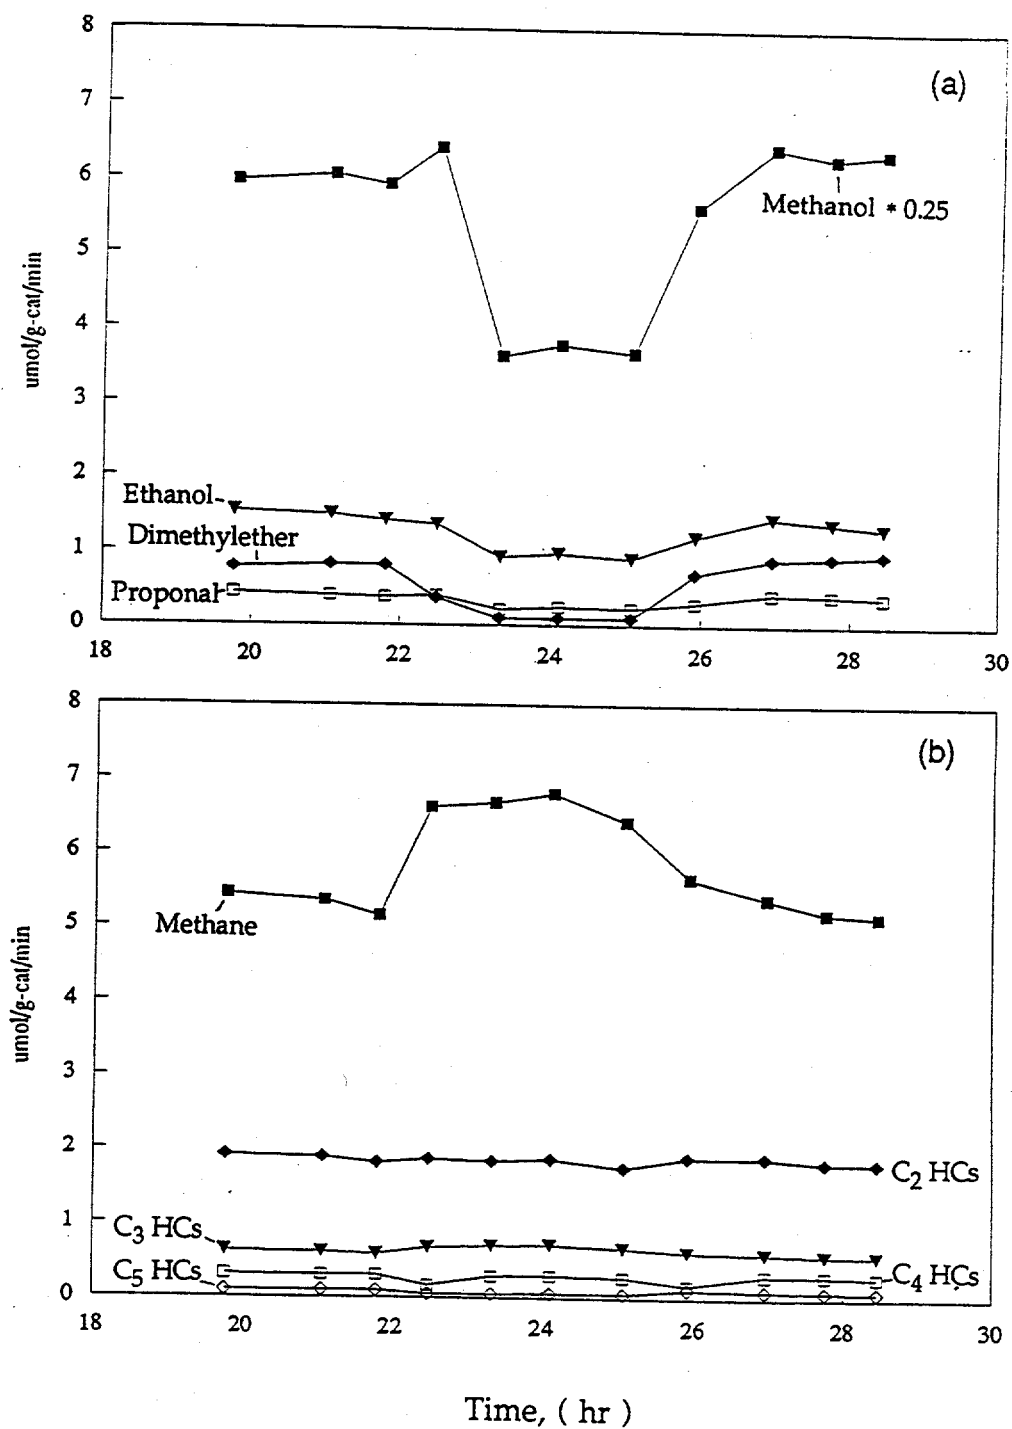 8
(a)
7
6
Methanol * 0.25
5
umol/g-cat/min
4
3
2
Ethanol
Dimethylether
1
Proponal
0
18 20 22 24 26 28 30
8
(b)
7
6
Methane
5
umol/g-cat/min
4
3
2
C2 HCs
1
C3 HCs
C5 HCs
C4 HCs
0
18 20 22 24 26 28 30
Time, ( hr )